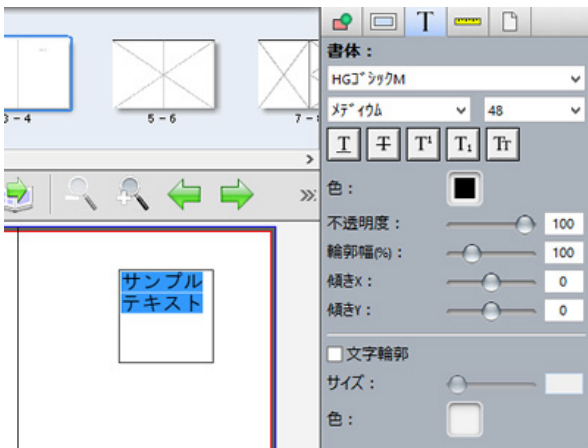 3 - 4
5 - 6
7 -
サンプル
テキスト
T
書体：
HGｺﾞｼｯｸM
ﾒﾃﾞｨｳﾑ
48
T T T¹ T₁ Tт
色：
不透明度：
100
輪郭幅(%)：
100
傾きX：
0
傾きY：
0
文字輪郭
サイズ：
色：